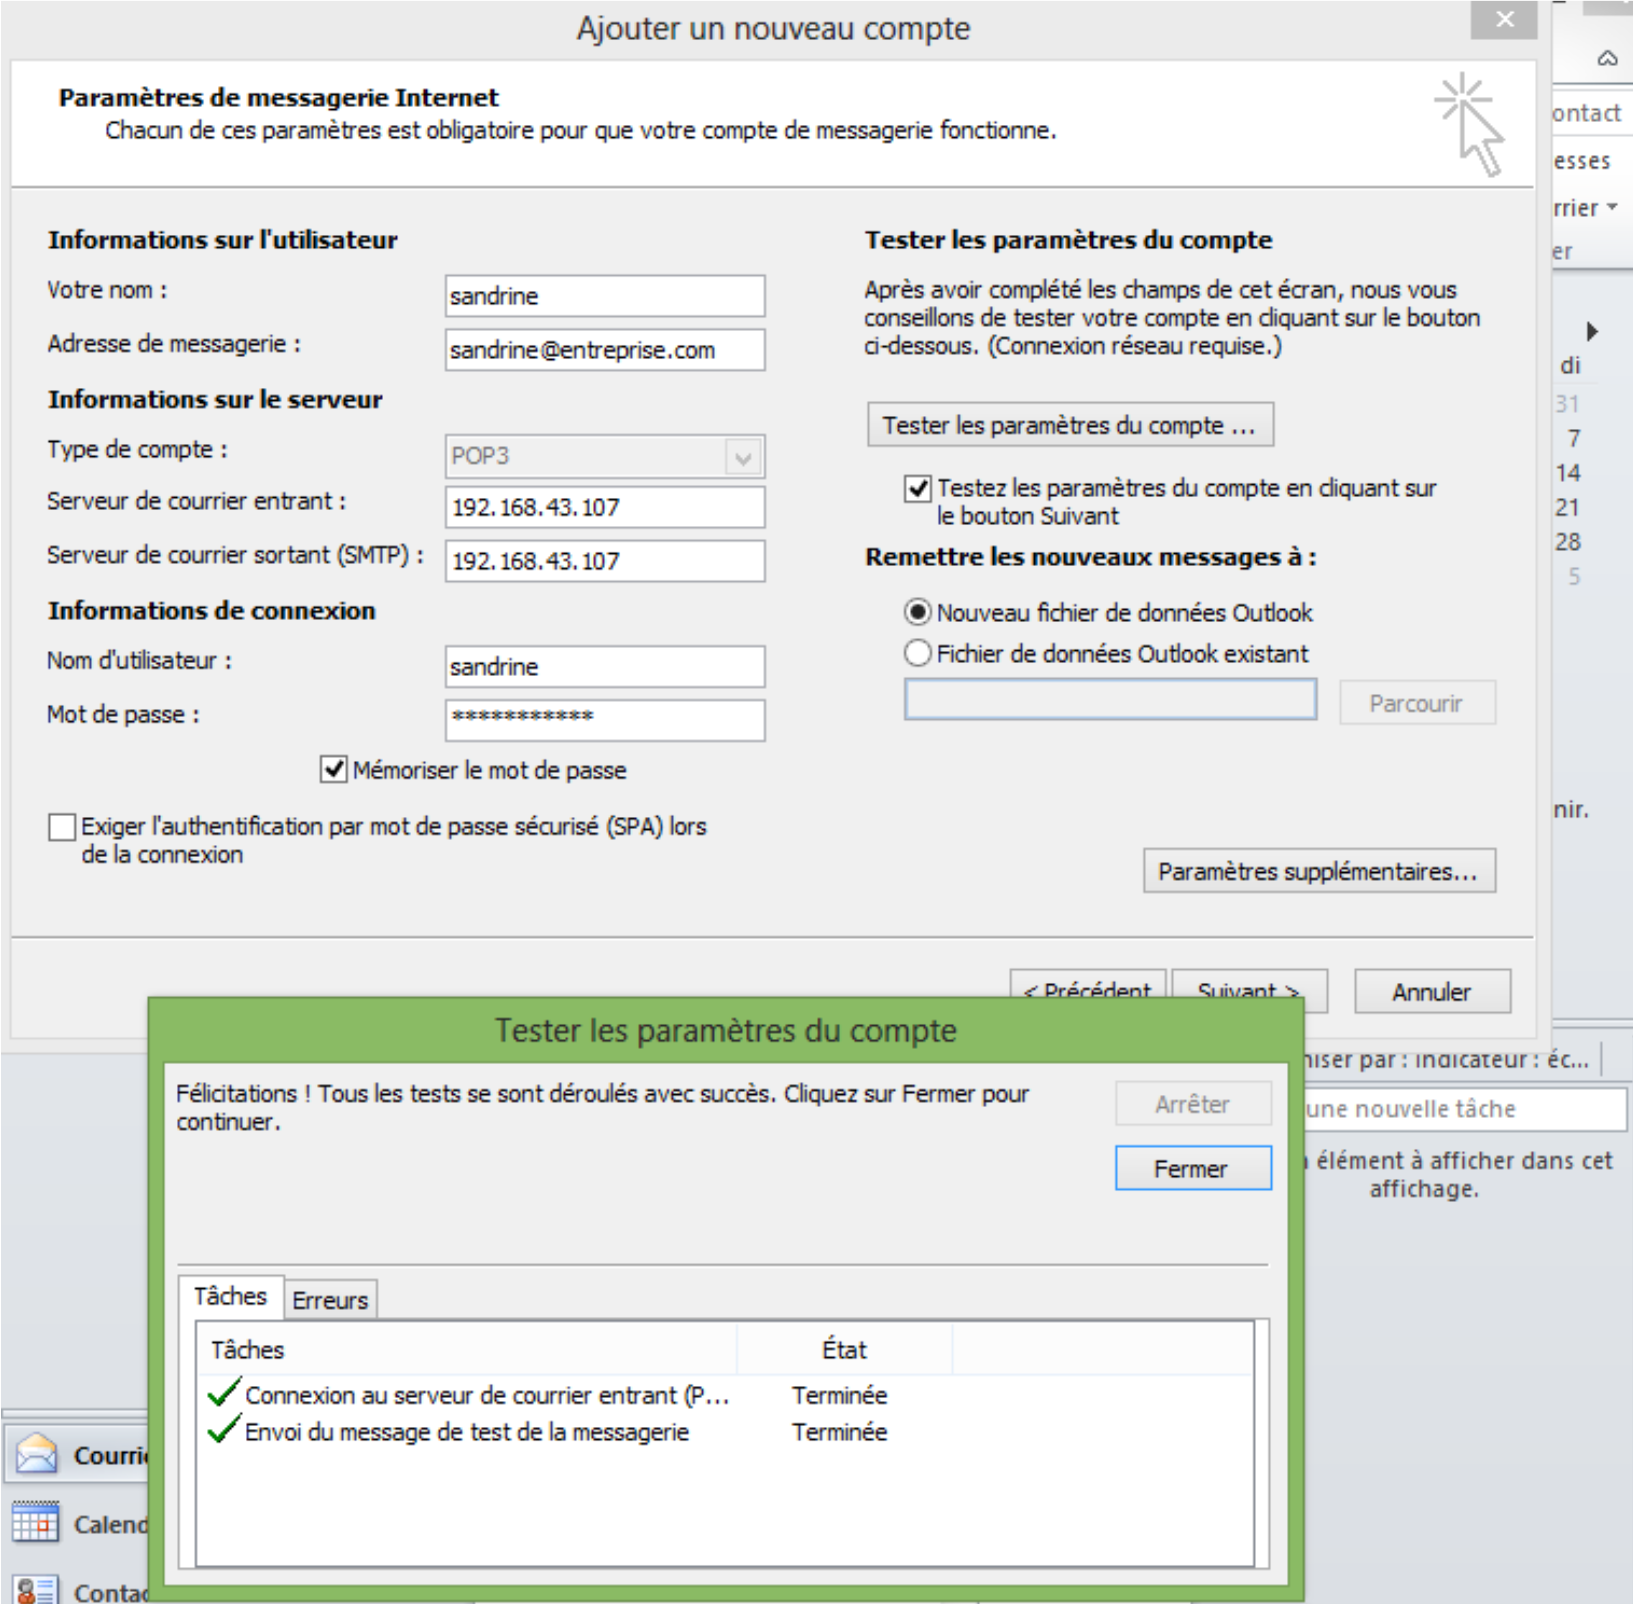 Ajouter un nouveau compte
Paramètres de messagerie Internet
Chacun de ces paramètres est obligatoire pour que votre compte de messagerie fonctionne.
Informations sur l'utilisateur
Votre nom :
sandrine
Adresse de messagerie :
sandrine@entreprise.com
Informations sur le serveur
Type de compte :
POP3
Serveur de courrier entrant :
192.168.43.107
Serveur de courrier sortant (SMTP) :
192.168.43.107
Informations de connexion
Nom d'utilisateur :
sandrine
Mot de passe :
***********
Mémoriser le mot de passe
Exiger l'authentification par mot de passe sécurisé (SPA) lors
de la connexion
Tester les paramètres du compte
Après avoir complété les champs de cet écran, nous vous
conseillons de tester votre compte en cliquant sur le bouton
ci-dessous. (Connexion réseau requise.)
Tester les paramètres du compte ...
Testez les paramètres du compte en cliquant sur
le bouton Suivant
Remettre les nouveaux messages à :
Nouveau fichier de données Outlook
Fichier de données Outlook existant
Parcourir
Paramètres supplémentaires...
< Précédent
Suivant >
Annuler
ontact
esses
rrier
er
di
31
7
14
21
28
5
nir.
Tester les paramètres du compte
Félicitations ! Tous les tests se sont déroulés avec succès. Cliquez sur Fermer pour
continuer.
Arrêter
Fermer
Tâches
Erreurs
Tâches
État
Connexion au serveur de courrier entrant (P...
Terminée
Envoi du message de test de la messagerie
Terminée
niser par : Indicateur : éc...
une nouvelle tâche
élément à afficher dans cet
affichage.
Courri
Calend
Contac